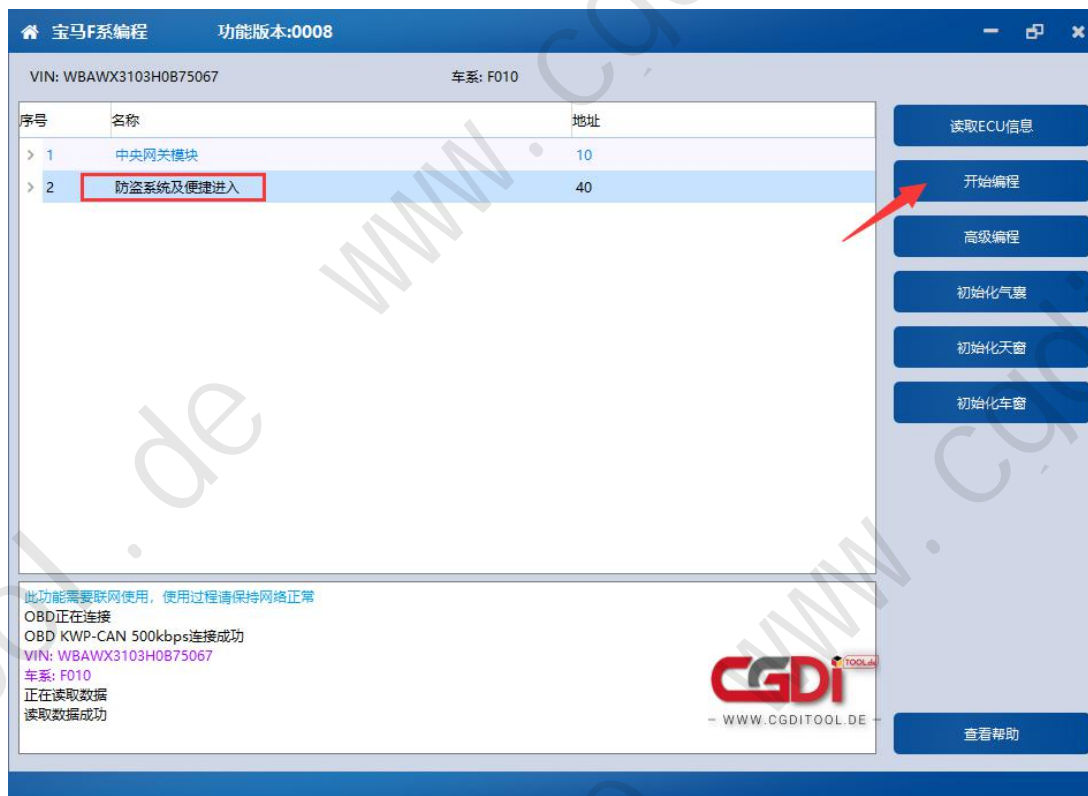 宝马F系编程 功能版本:0008
VIN: WBAWX3103H0B75067 车系: F010
序号 名称 地址
1 中央网关模块 10
2 防盗系统及便捷进入 40
读取ECU信息
开始编程
高级编程
初始化气囊
初始化天窗
初始化车窗
此功能需要联网使用，使用过程请保持网络正常
OBD正在连接
OBD KWP-CAN 500kbps连接成功
VIN: WBAWX3103H0B75067
车系: F010
正在读取数据
读取数据成功
CGDI TOOL.de
- WWW.CGDITOOL.DE -
查看帮助